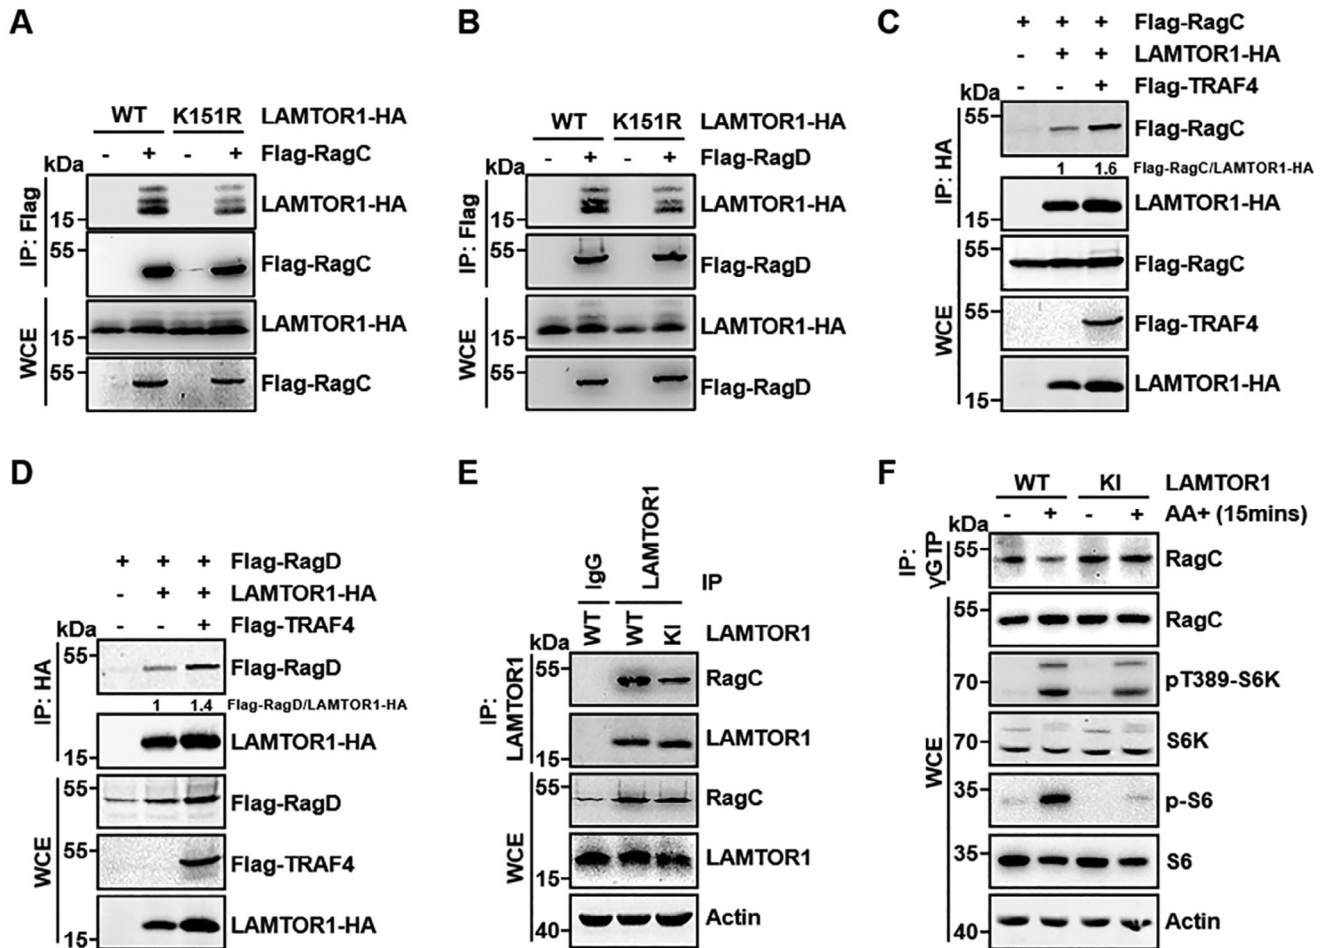 A
WT K151R LAMTOR1-HA
- + - + Flag-RagC
kDa
IP: Flag
15 LAMTOR1-HA
55 Flag-RagC
WCE
15 LAMTOR1-HA
55 Flag-RagC
B
WT K151R LAMTOR1-HA
- + - + Flag-RagD
kDa
IP: Flag
15 LAMTOR1-HA
55 Flag-RagD
WCE
15 LAMTOR1-HA
55 Flag-RagD
C
+ + + Flag-RagC
- + + LAMTOR1-HA
- - + Flag-TRAF4
kDa
IP: HA
55 Flag-RagC
1 1.6 Flag-RagC/LAMTOR1-HA
15 LAMTOR1-HA
WCE
55 Flag-RagC
55 Flag-TRAF4
15 LAMTOR1-HA
D
+ + + Flag-RagD
- + + LAMTOR1-HA
- - + Flag-TRAF4
kDa
IP: HA
55 Flag-RagD
1 1.4 Flag-RagD/LAMTOR1-HA
15 LAMTOR1-HA
WCE
55 Flag-RagD
55 Flag-TRAF4
15 LAMTOR1-HA
E
IgG LAMTOR1 IP
WT WT KI LAMTOR1
kDa
IP:
LAMTOR1
55 RagC
15 LAMTOR1
WCE
55 RagC
15 LAMTOR1
40 Actin
F
WT KI LAMTOR1
- + - + AA+ (15mins)
kDa
IP:
γGTP
55 RagC
WCE
55 RagC
70 pT389-S6K
70 S6K
35 p-S6
35 S6
40 Actin